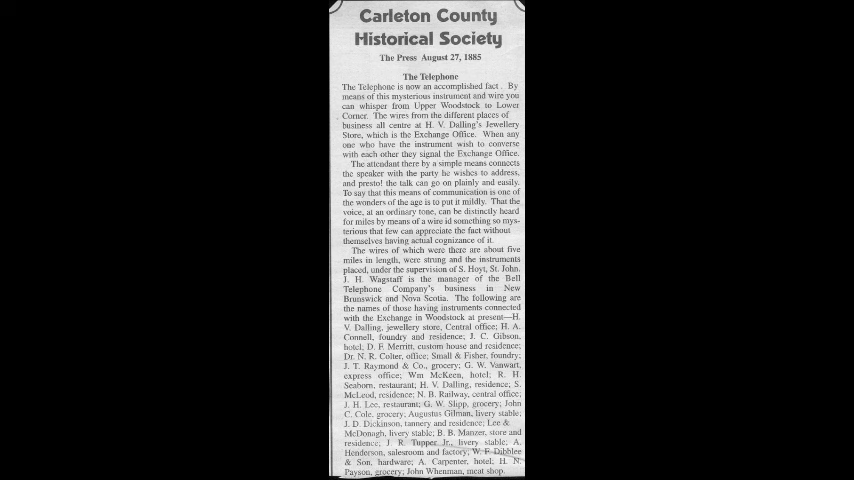 Carleton County
Historical Society
The Press August 27, 1885
The Telephone
The Telephone is now an accomplished fact . By
means of this mysterious instrument and wire you
can whisper from Upper Woodstock to Lower
Corner. The wires from the different places of
business all centre at H. V. Dalling's Jewellery
Store, which is the Exchange Office. When any
one who have the instrument wish to converse
with each other they signal the Exchange Office.
The attendant there by a simple means connects
the speaker with the party he wishes to address,
and presto! the talk can go on plainly and easily.
To say that this means of communication is one of
the wonders of the age is to put it mildly. That the
voice, at an ordinary tone, can be distinctly heard
for miles by means of a wire id something so mys-
terious that few can appreciate the fact without
themselves having actual cognizance of it.
The wires of which were there are about five
miles in length, were strung and the instruments
placed, under the supervision of S. Hoyt, St. John.
J. H. Wagstaff is the manager of the Bell
Telephone Company's business in New
Brunswick and Nova Scotia. The following are
the names of those having instruments connected
with the Exchange in Woodstock at present—H.
V. Dalling, jewellery store, Central office; H. A.
Connell, foundry and residence; J. C. Gibson,
hotel, D. F. Merritt, custom house and residence;
Dr. N. R. Colter, office; Small & Fisher, foundry;
J. T. Raymond & Co., grocery; G. W. Vanwart,
express office; Wm McKeen, hotel; R. H.
Seaborn, restaurant; H. V. Dalling, residence; S.
McLeod, residence; N. B. Railway, central office;
J. H. Lee, restaurant; G. W. Slipp, grocery; John
C. Cole, grocery; Augustus Gilman, livery stable;
J. D. Dickinson, tannery and residence; Lee &
McDonagh, livery stable; B. B. Manzer, store and
residence; J. R. Tupper Jr., livery stable; A.
Henderson, salesroom and factory; W. F. Dibblee
& Son, hardware; A. Carpenter, hotel; H. N.
Payson, grocery; John Whenman, meat shop.